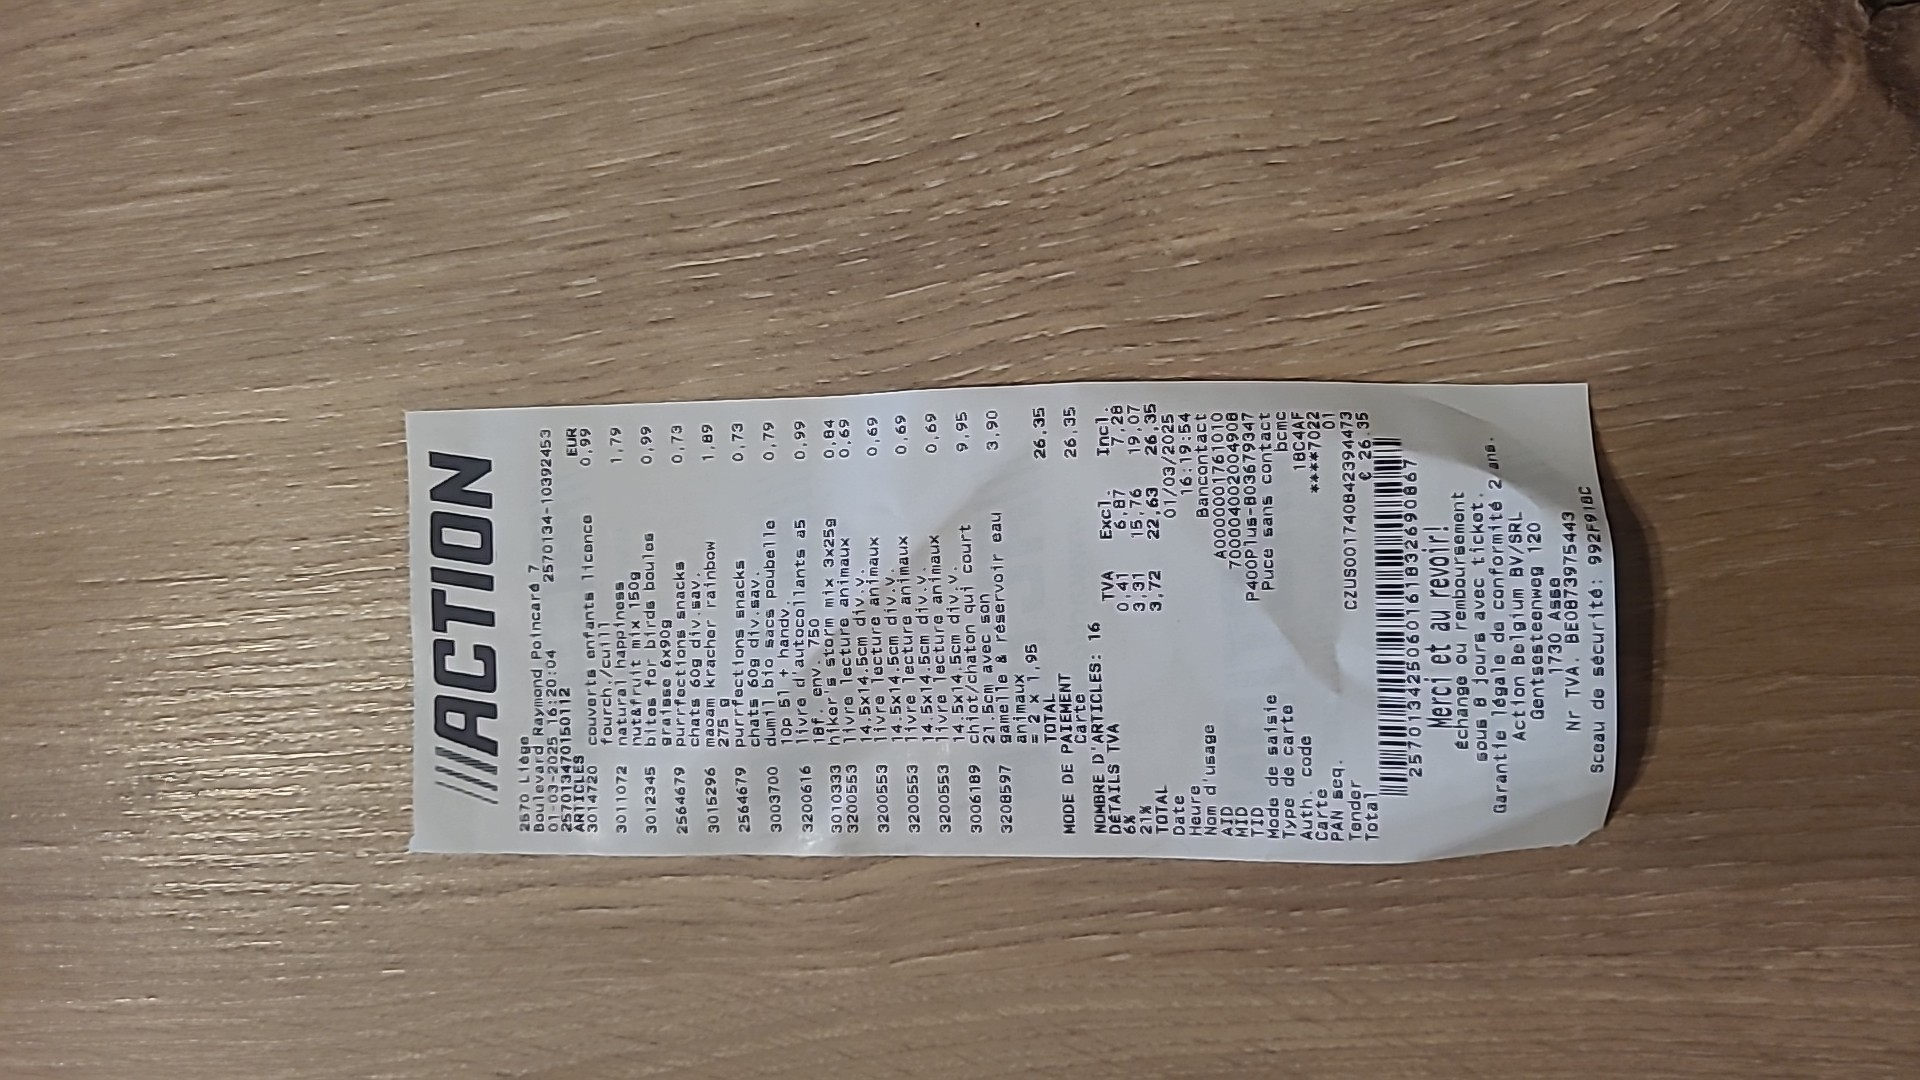 ACTION
2570 Liège
Boulevard Raymond Poincaré 7
01-03-2025 16:20:04 2570134-10392453
257013470150112
ARTICLES EUR
3014720 couverts enfants licence 0,99
fourch./cuill
3011072 natural happiness 1,79
nut&fruit mix 150g
3012345 bites for birds boules 0,99
graisse 6x90g
2564679 purrfections snacks 0,73
chats 60g div.sav.
3015296 maoam kracher rainbow 1,89
275 g
2564679 purrfections snacks 0,73
chats 60g div.sav.
3003700 dumil bio sacs poubelle 0,79
10p 5l + handv.
3200616 livre d'autocollants a5 0,99
18f. env. 750
3010333 hiker's storm mix 3x25g 0,84
3200553 livre lecture animaux 0,69
14.5x14.5cm div.v.
3200553 livre lecture animaux 0,69
14.5x14.5cm div.v.
3200553 livre lecture animaux 0,69
14.5x14.5cm div.v.
3200553 livre lecture animaux 0,69
14.5x14.5cm div.v.
3006189 chiot/chaton qui court 9,95
21.5cm avec son
3208597 gamelle & réservoir eau 3,90
animaux
= 2 x 1,95
TOTAL 26,35
MODE DE PAIEMENT
Carte 26,35
NOMBRE D'ARTICLES: 16
DÉTAILS TVA TVA Excl. Incl.
6% 0,41 6,87 7,28
21% 3,31 15,76 19,07
TOTAL 3,72 22,63 26,35
Date 01/03/2025
Heure 16:19:54
Nom d'usage Bancontact
AID A0000001761010
MID 700040020004908
TID P400Plus-803679347
Mode de saisie Puce sans contact
Type de carte bcmc
Auth. code 18C4AF
Carte ****7022
PAN seq. 01
Tender CZUS001740842394473
Total € 26.35
25701342506016183269086​7
Merci et au revoir!
Échange ou remboursement
sous 8 jours avec ticket.
Garantie légale de conformité 2 ans.
Action Belgium BV/SRL
Gentsesteenweg 120
1730 Asse
Nr TVA. BE0873975443
Sceau de sécurité: 992F918C